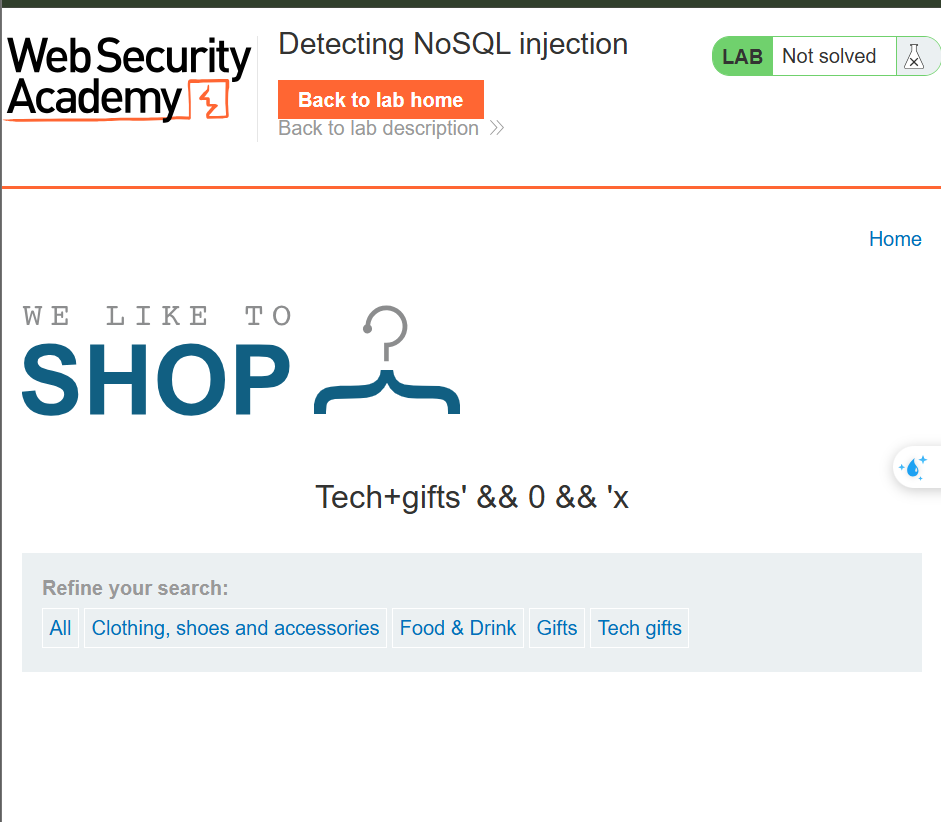 Web Security
Academy
Detecting NoSQL injection
Back to lab home
Back to lab description
LAB Not solved
Home
WE LIKE TO
SHOP
Tech+gifts' && 0 && 'x
Refine your search:
All Clothing, shoes and accessories Food & Drink Gifts Tech gifts